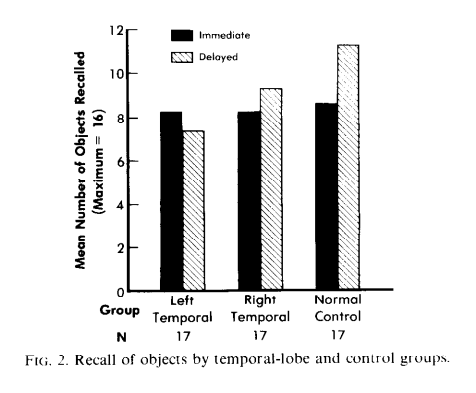 Mean Number of Objects Recalled
(Maximum = 16)
12
10
8
6
4
2
0
Immediate
Delayed
Group
Left Temporal
Right Temporal
Normal Control
N
17
17
17
FIG. 2. Recall of objects by temporal-lobe and control groups.